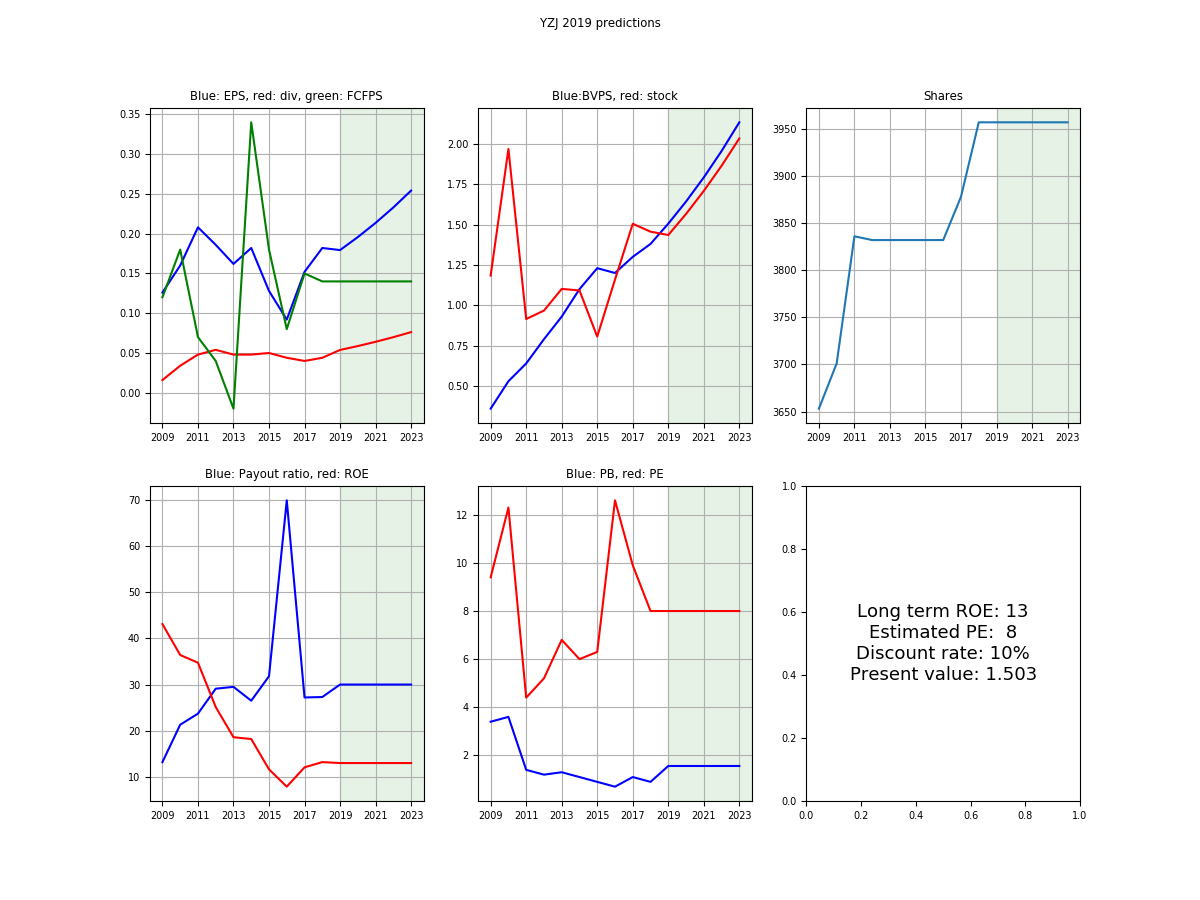 YZJ 2019 predictions
Blue: EPS, red: div, green: FCFPS
0.35
0.30
0.25
0.20
0.15
0.10
0.05
0.00
2009 2011 2013 2015 2017 2019 2021 2023
Blue:BVPS, red: stock
2.00
1.75
1.50
1.25
1.00
0.75
0.50
2009 2011 2013 2015 2017 2019 2021 2023
Shares
3950
3900
3850
3800
3750
3700
3650
2009 2011 2013 2015 2017 2019 2021 2023
Blue: Payout ratio, red: ROE
70
60
50
40
30
20
10
2009 2011 2013 2015 2017 2019 2021 2023
Blue: PB, red: PE
12
10
8
6
4
2
2009 2011 2013 2015 2017 2019 2021 2023
1.0
0.8
0.6
0.4
0.2
0.0
Long term ROE: 13
Estimated PE:  8
Discount rate: 10%
Present value: 1.503
0.0 0.2 0.4 0.6 0.8 1.0